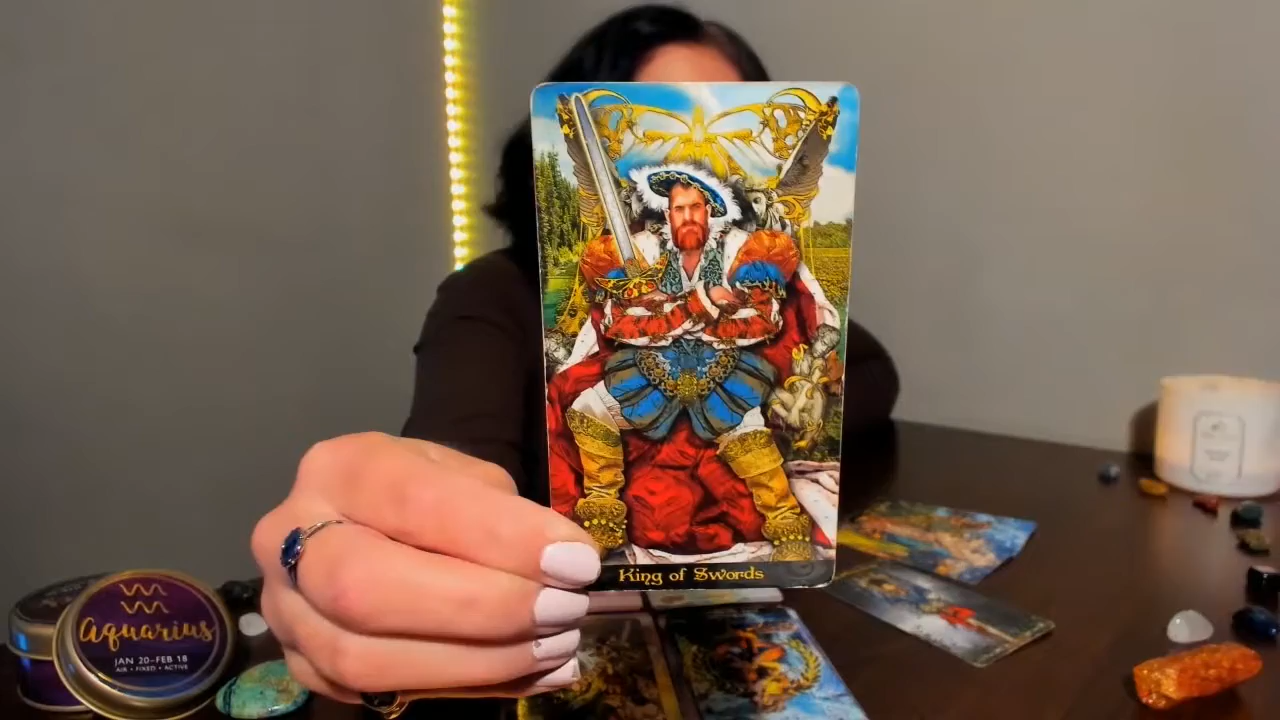 King of Swords
Aquarius
JAN 20-FEB 18
AIR • FIXED • ACTIVE